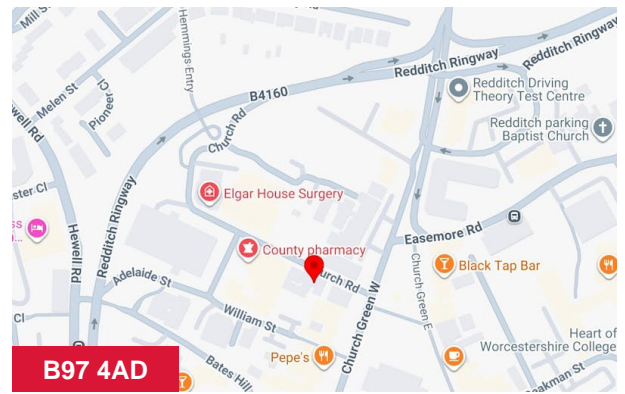 Mill St
Hemmings Entry
Redditch Ringway
Redditch Ringway
Melen St
Pioneer Cl
B4160
Redditch Driving
Theory Test Centre
Hewell Rd
Church Rd
Redditch parking
Baptist Church
Elgar House Surgery
Redditch Ringway
Hewell Rd
County pharmacy
Easemore Rd
Church Rd
Black Tap Bar
Adelaide St
William St
Church Green W
Church Green E
Cl
Heart of
Worcestershire College
Pepe's
Bates Hill
B97 4AD